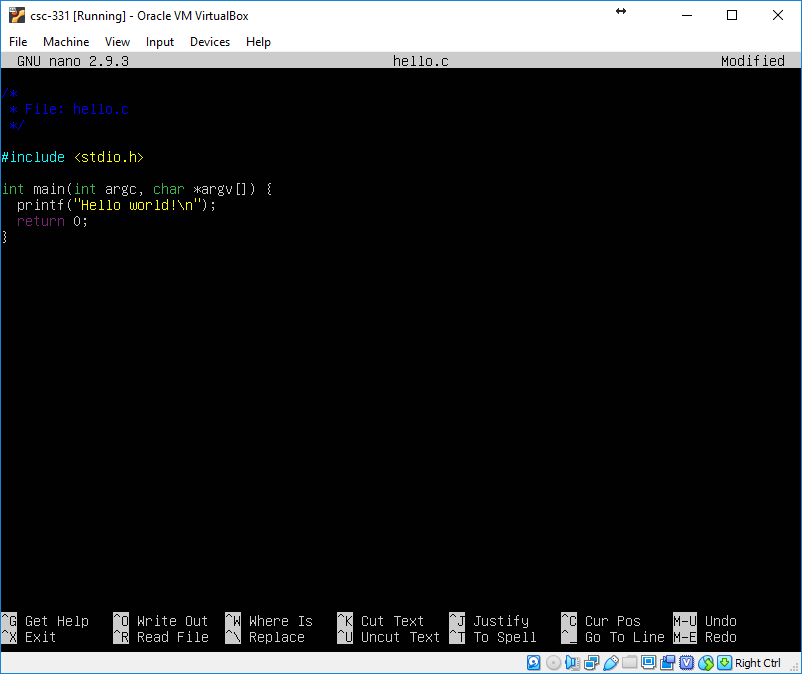 csc-331 [Running] - Oracle VM VirtualBox
File Machine View Input Devices Help
GNU nano 2.9.3 hello.c Modified
/*
 * File: hello.c
 */
#include <stdio.h>
int main(int argc, char *argv[]) {
  printf("Hello world!\n");
  return 0;
}
^G Get Help ^O Write Out ^W Where Is ^K Cut Text ^J Justify ^C Cur Pos M-U Undo
^X Exit ^R Read File ^\ Replace ^U Uncut Text ^T To Spell ^_ Go To Line M-E Redo
Right Ctrl